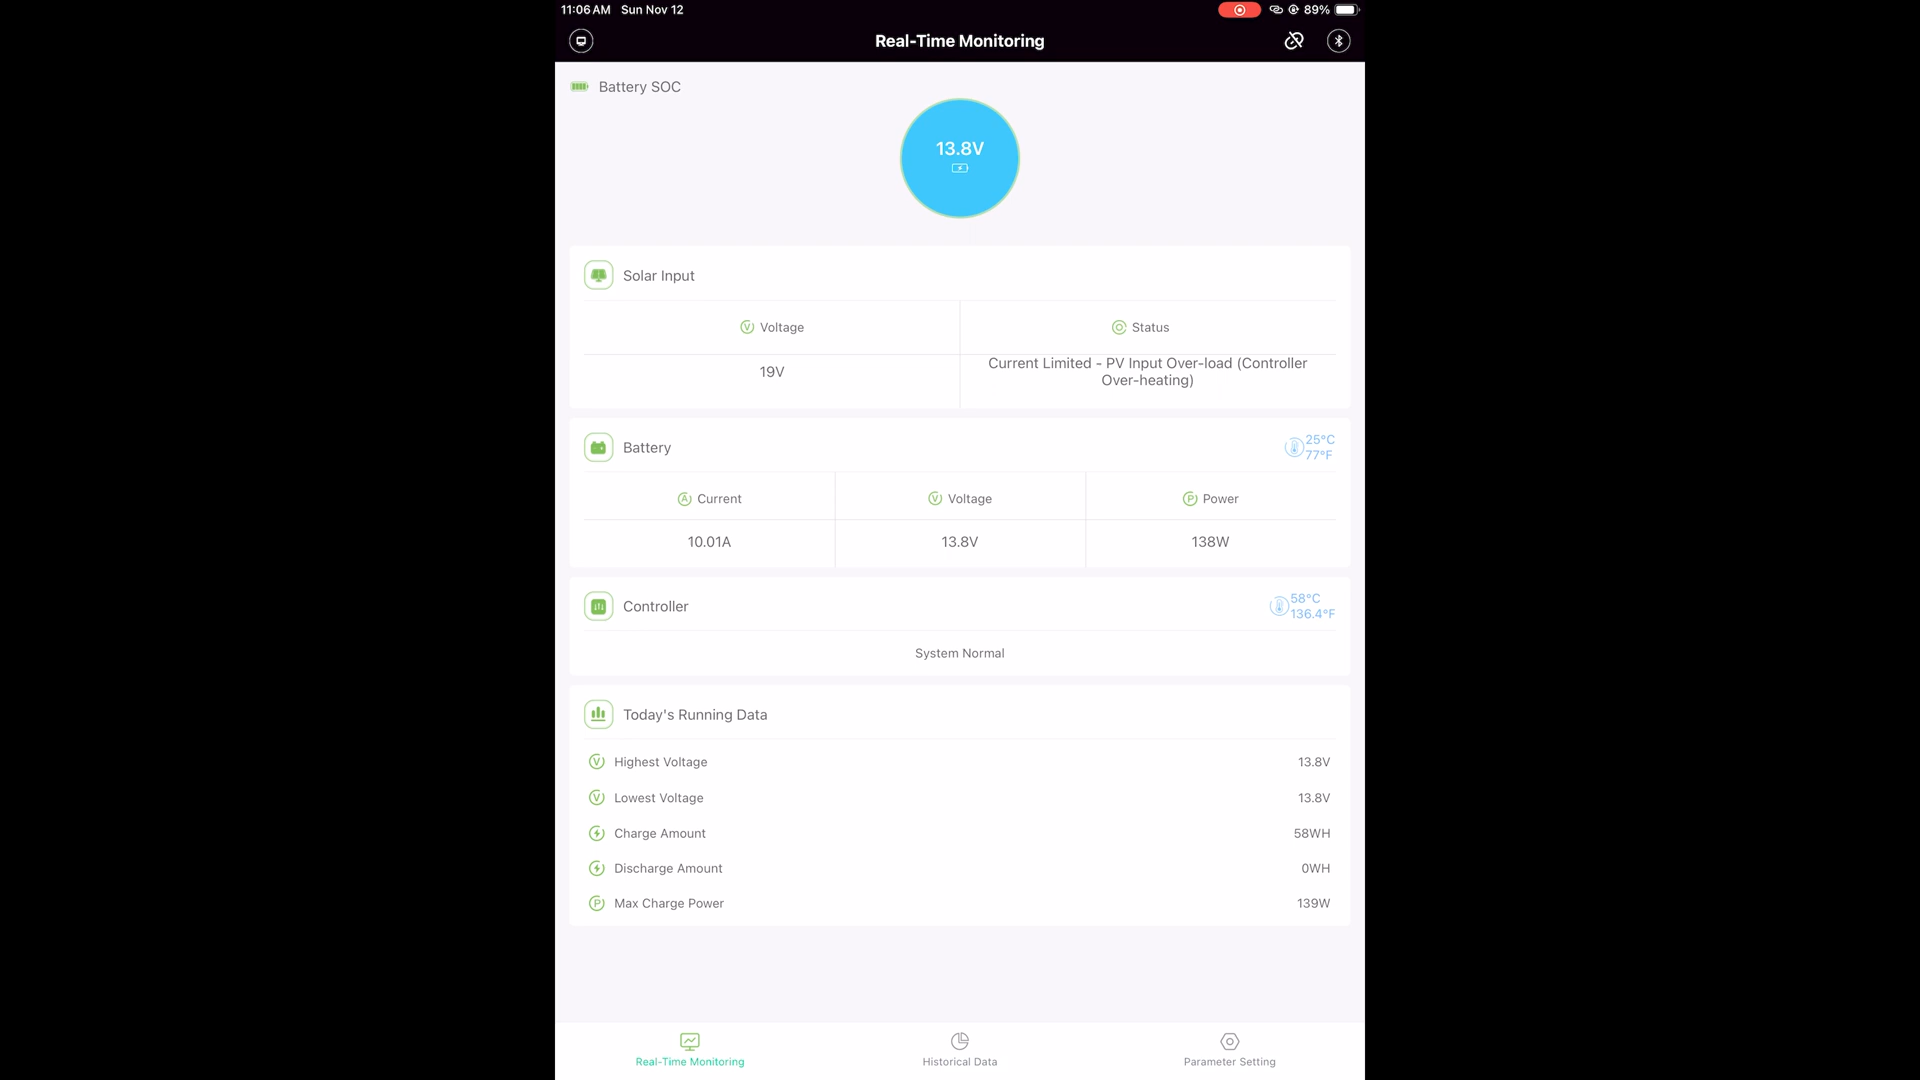 11:06 AM Sun Nov 12
89%
Real-Time Monitoring
Battery SOC
13.8V
Solar Input
Voltage
Status
19V
Current Limited - PV Input Over-load (Controller
Over-heating)
Battery
25°C
77°F
Current
Voltage
Power
10.01A
13.8V
138W
Controller
58°C
136.4°F
System Normal
Today's Running Data
Highest Voltage
13.8V
Lowest Voltage
13.8V
Charge Amount
58WH
Discharge Amount
0WH
Max Charge Power
139W
Real-Time Monitoring
Historical Data
Parameter Setting